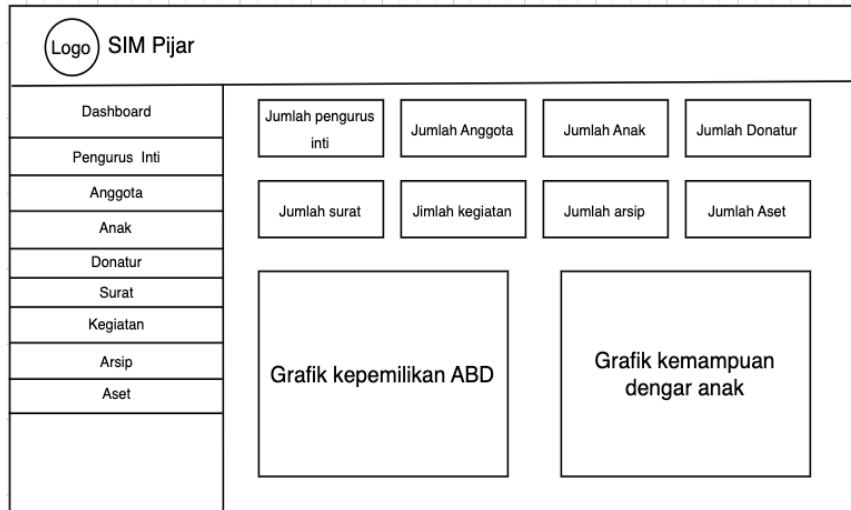 Logo
SIM Pijar
Dashboard
Pengurus Inti
Anggota
Anak
Donatur
Surat
Kegiatan
Arsip
Aset
Jumlah pengurus
inti
Jumlah Anggota
Jumlah Anak
Jumlah Donatur
Jumlah surat
Jimlah kegiatan
Jumlah arsip
Jumlah Aset
Grafik kepemilikan ABD
Grafik kemampuan
dengar anak